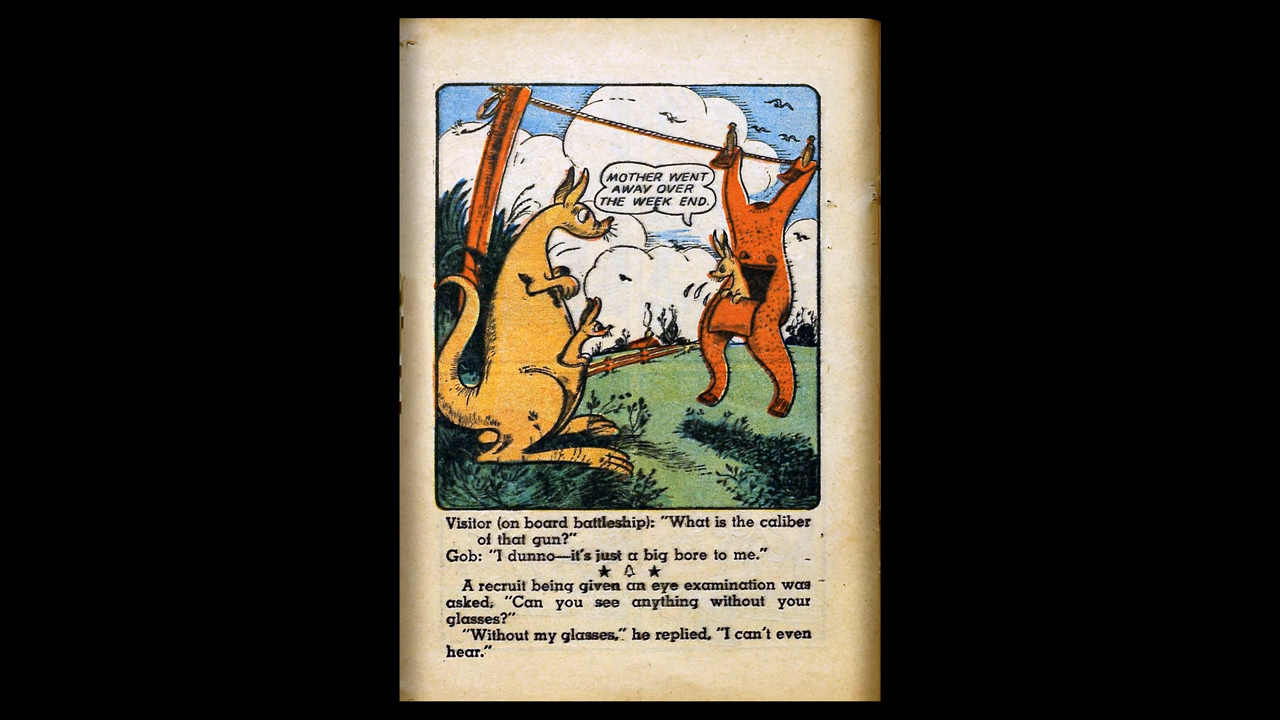 MOTHER WENT
AWAY OVER
THE WEEK END.
Visitor (on board battleship): "What is the caliber
of that gun?"
Gob: "I dunno—it's just a big bore to me."
A recruit being given an eye examination was
asked, "Can you see anything without your
glasses?"
"Without my glasses," he replied, "I can't even
hear."